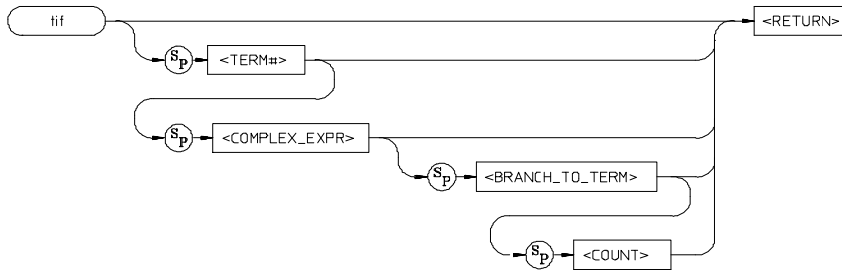 tif
<RETURN>
Sp
<TERM#>
Sp
<COMPLEX_EXPR>
Sp
<BRANCH_TO_TERM>
Sp
<COUNT>